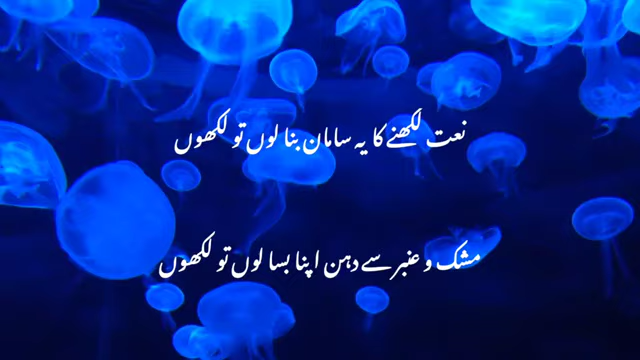 نعت لکھنے کا یہ سامان بنا لوں تو لکھوں
مشک و عنبر سے دہن اپنا بسا لوں تو لکھوں